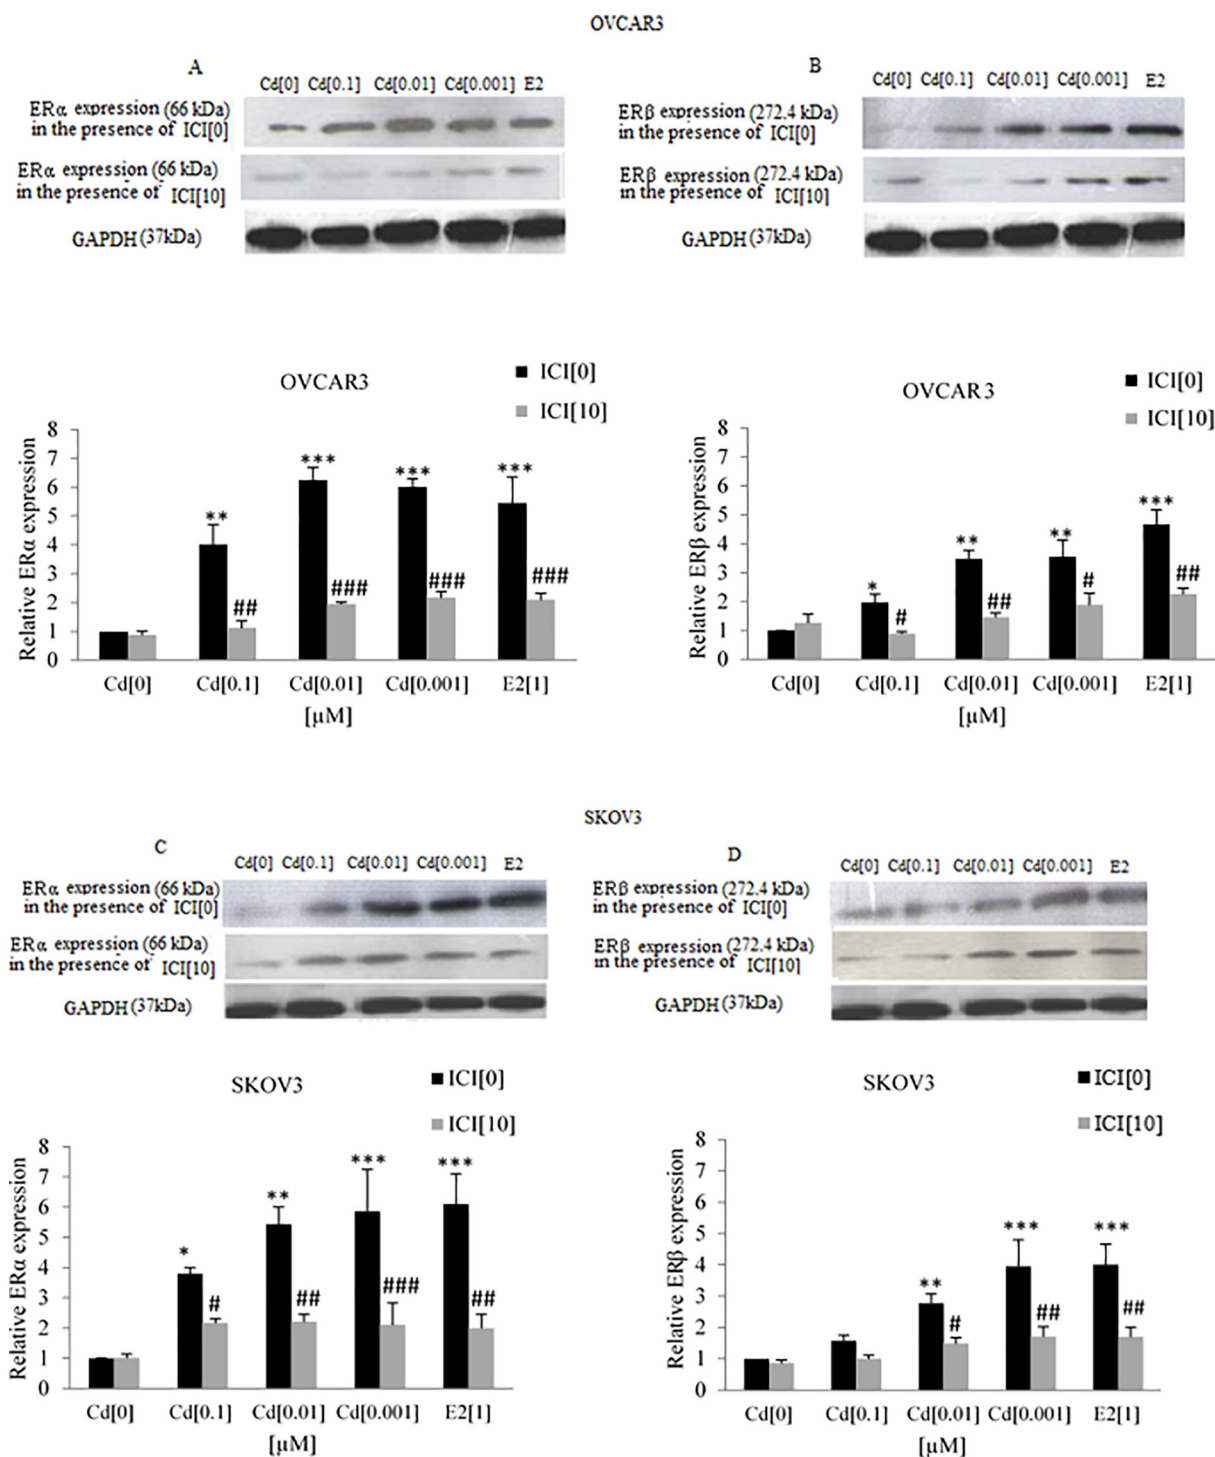 OVCAR3
A
Cd[0] Cd[0.1] Cd[0.01] Cd[0.001] E2
ERα expression (66 kDa)
in the presence of ICI[0]
ERα expression (66 kDa)
in the presence of ICI[10]
GAPDH (37kDa)
B
Cd[0] Cd[0.1] Cd[0.01] Cd[0.001] E2
ERβ expression (272.4 kDa)
in the presence of ICI[0]
ERβ expression (272.4 kDa)
in the presence of ICI[10]
GAPDH (37kDa)
OVCAR3
ICI[0]
ICI[10]
Relative ERα expression
8
7
6
5
4
3
2
1
0
** *** *** ***
## ### ### ###
Cd[0] Cd[0.1] Cd[0.01] Cd[0.001] E2[1]
[µM]
OVCAR3
ICI[0]
ICI[10]
Relative ERβ expression
8
7
6
5
4
3
2
1
0
* ** ** ***
# ## # ##
Cd[0] Cd[0.1] Cd[0.01] Cd[0.001] E2[1]
[µM]
SKOV3
C
Cd[0] Cd[0.1] Cd[0.01] Cd[0.001] E2
ERα expression (66 kDa)
in the presence of ICI[0]
ERα expression (66 kDa)
in the presence of ICI[10]
GAPDH (37kDa)
D
Cd[0] Cd[0.1] Cd[0.01] Cd[0.001] E2
ERβ expression (272.4 kDa)
in the presence of ICI[0]
ERβ expression (272.4 kDa)
in the presence of ICI[10]
GAPDH (37kDa)
SKOV3
ICI[0]
ICI[10]
Relative ERα expression
8
7
6
5
4
3
2
1
0
* ** *** ***
# ## ### ##
Cd[0] Cd[0.1] Cd[0.01] Cd[0.001] E2[1]
[µM]
SKOV3
ICI[0]
ICI[10]
Relative ERβ expression
8
7
6
5
4
3
2
1
0
** *** ***
# ## ##
Cd[0] Cd[0.1] Cd[0.01] Cd[0.001] E2[1]
[µM]